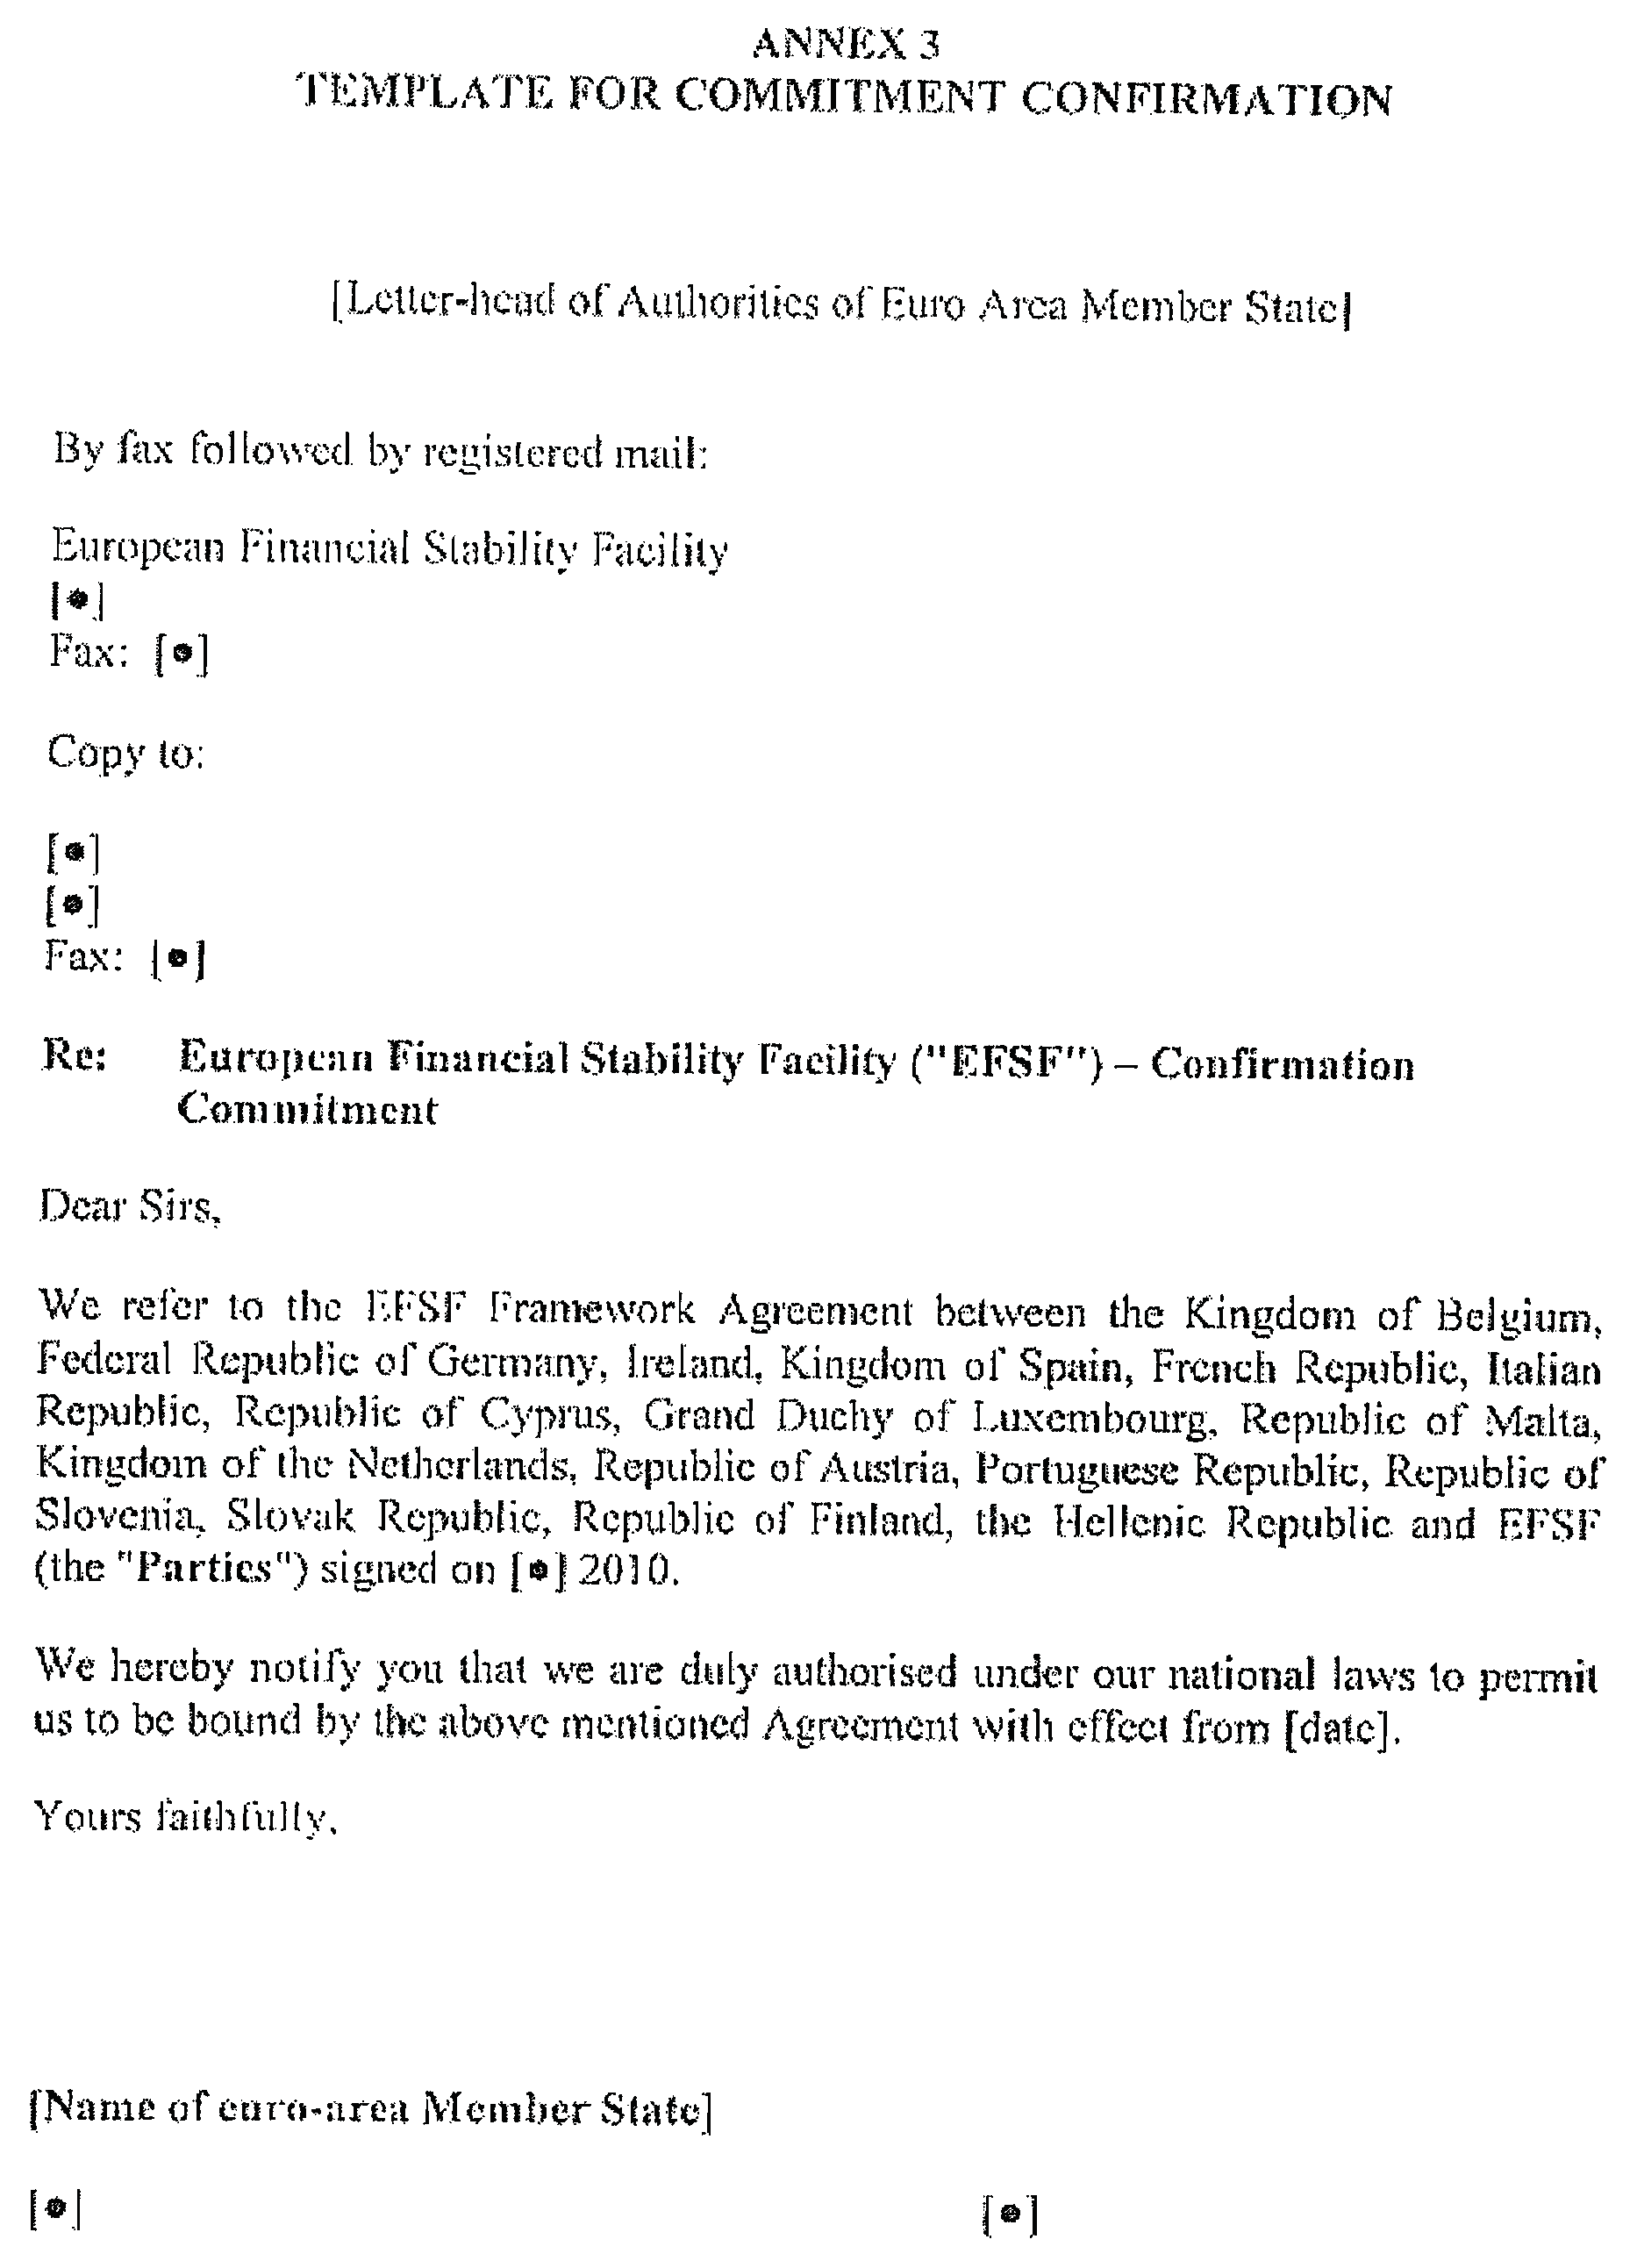 ANNEX 3
TEMPLATE FOR COMMITMENT CONFIRMATION
[Letter-head of Authorities of Euro Area Member State]
By fax followed by registered mail:
European Financial Stability Facility
[●]
Fax: [●]
Copy to:
[●]
[●]
Fax: [●]
Re: European Financial Stability Facility ("EFSF") – Confirmation
Commitment
Dear Sirs,
We refer to the EFSF Framework Agreement between the Kingdom of Belgium,
Federal Republic of Germany, Ireland, Kingdom of Spain, French Republic, Italian
Republic, Republic of Cyprus, Grand Duchy of Luxembourg, Republic of Malta,
Kingdom of the Netherlands, Republic of Austria, Portuguese Republic, Republic of
Slovenia, Slovak Republic, Republic of Finland, the Hellenic Republic and EFSF
(the "Parties") signed on [●] 2010.
We hereby notify you that we are duly authorised under our national laws to permit
us to be bound by the above mentioned Agreement with effect from [date].
Yours faithfully,
[Name of euro-area Member State]
[●] [●]